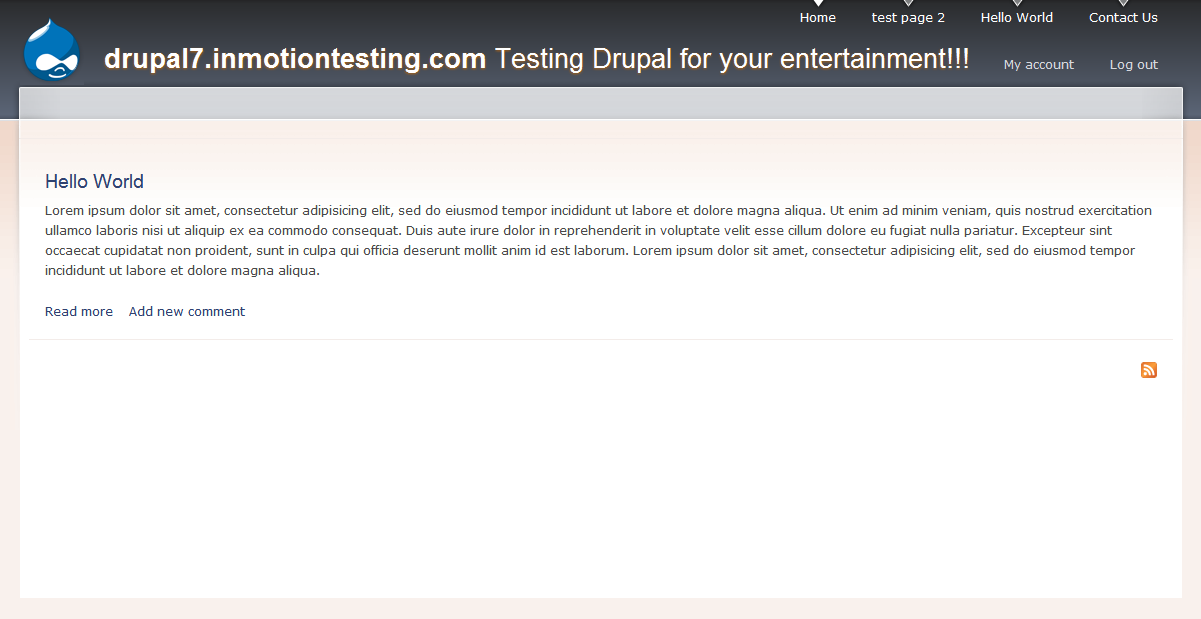 Home test page 2 Hello World Contact Us
drupal7.inmotiontesting.com Testing Drupal for your entertainment!!!
My account Log out
Hello World
Lorem ipsum dolor sit amet, consectetur adipisicing elit, sed do eiusmod tempor incididunt ut labore et dolore magna aliqua. Ut enim ad minim veniam, quis nostrud exercitation
ullamco laboris nisi ut aliquip ex ea commodo consequat. Duis aute irure dolor in reprehenderit in voluptate velit esse cillum dolore eu fugiat nulla pariatur. Excepteur sint
occaecat cupidatat non proident, sunt in culpa qui officia deserunt mollit anim id est laborum. Lorem ipsum dolor sit amet, consectetur adipisicing elit, sed do eiusmod tempor
incididunt ut labore et dolore magna aliqua.
Read more Add new comment